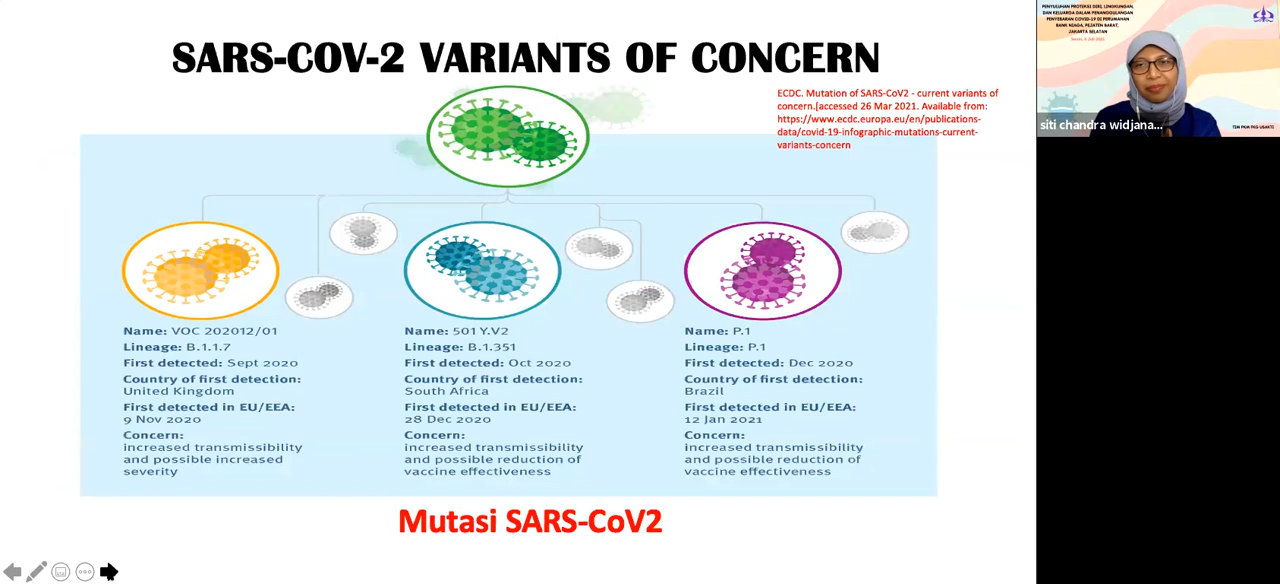 SARS-COV-2 VARIANTS OF CONCERN
ECDC. Mutation of SARS-CoV2 - current variants of
concern.[accessed 26 Mar 2021. Available from:
https://www.ecdc.europa.eu/en/publications-
data/covid-19-infographic-mutations-current-
variants-concern
Name: VOC 202012/01
Lineage: B.1.1.7
First detected: Sept 2020
Country of first detection:
United Kingdom
First detected in EU/EEA:
9 Nov 2020
Concern:
increased transmissibility
and possible increased
severity
Name: 501 Y.V2
Lineage: B.1.351
First detected: Oct 2020
Country of first detection:
South Africa
First detected in EU/EEA:
28 Dec 2020
Concern:
increased transmissibility
and possible reduction of
vaccine effectiveness
Name: P.1
Lineage: P.1
First detected: Dec 2020
Country of first detection:
Brazil
First detected in EU/EEA:
12 Jan 2021
Concern:
increased transmissibility
and possible reduction of
vaccine effectiveness
Mutasi SARS-CoV2
PENYULUHAN PROTEKSI DIRI, LINGKUNGAN,
DAN KELUARGA DALAM PENANGGULANGAN
PENYEBARAN COVID-19 DI PERUMAHAN
BANK NIAGA, PEJATEN BARAT,
JAKARTA SELATAN
siti chandra widjana...